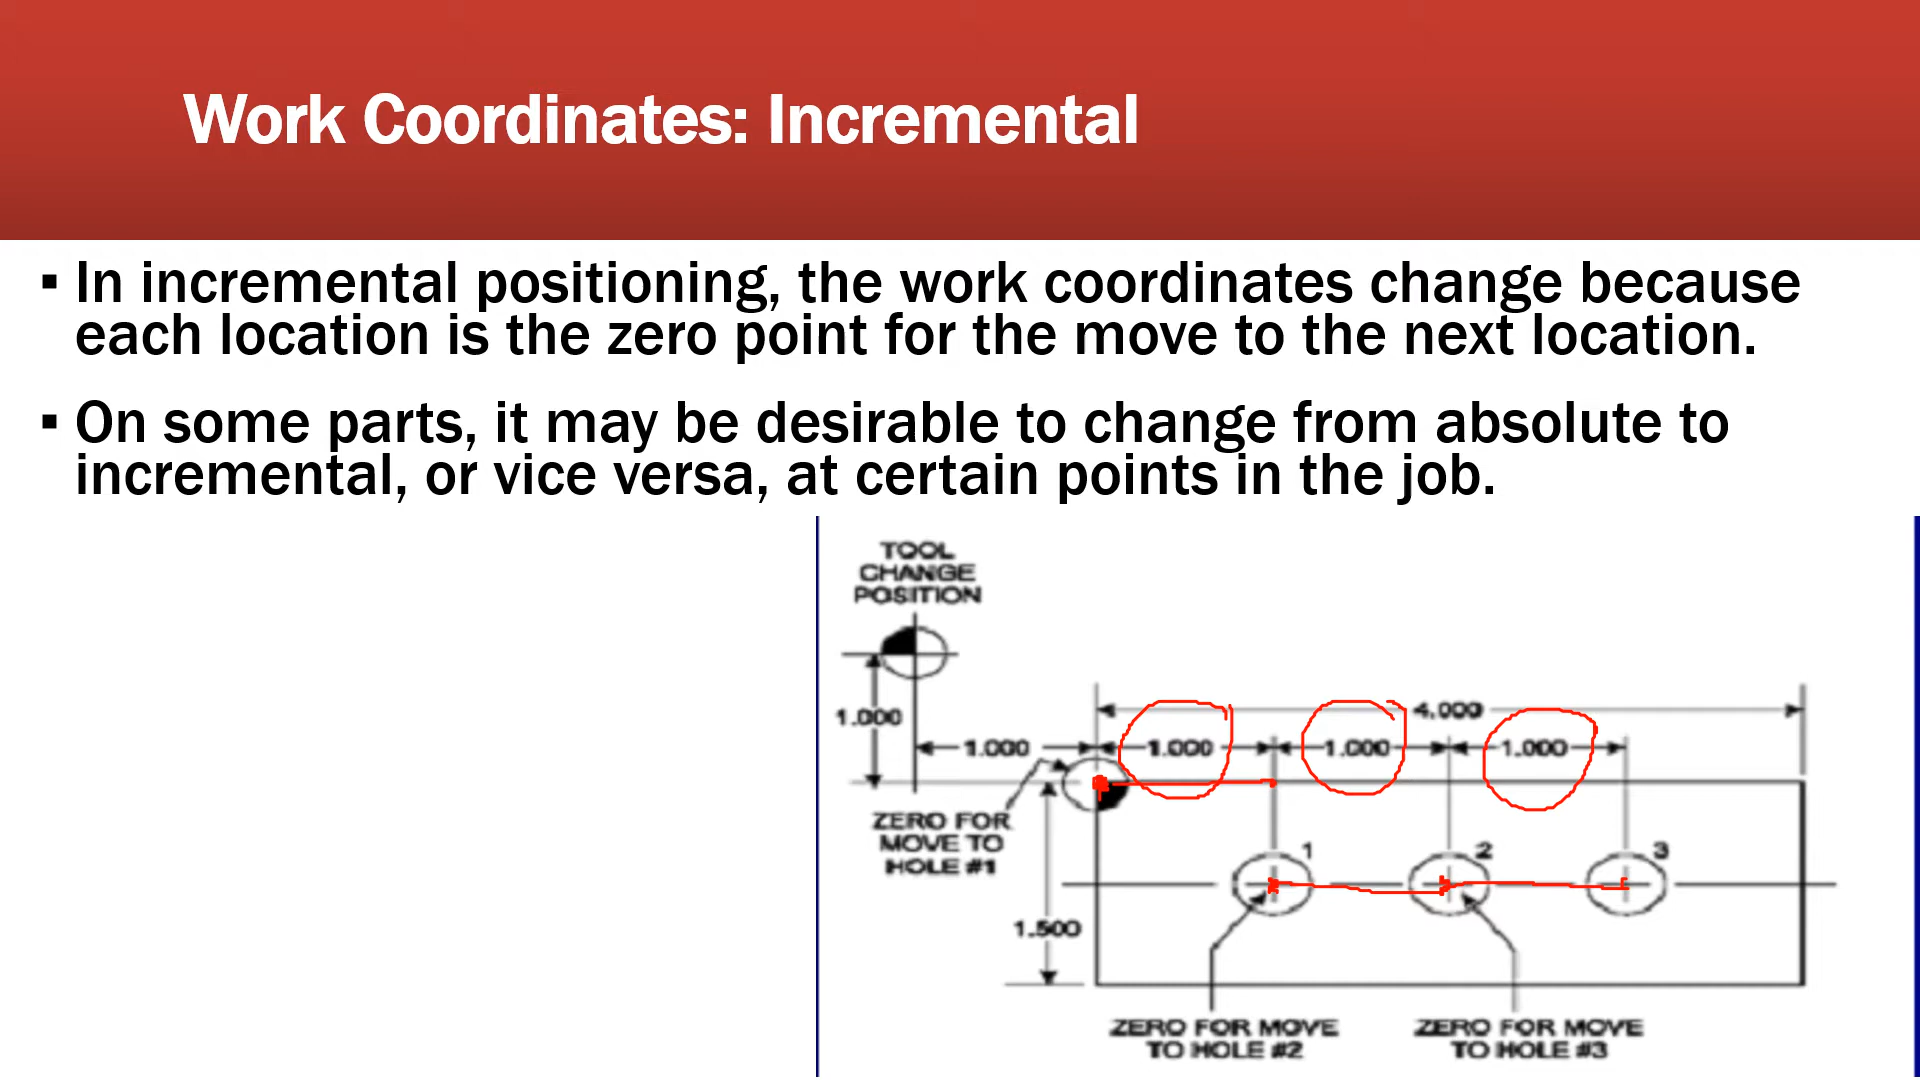 Work Coordinates: Incremental
▪ In incremental positioning, the work coordinates change because
each location is the zero point for the move to the next location.
▪ On some parts, it may be desirable to change from absolute to
incremental, or vice versa, at certain points in the job.
TOOL
CHANGE
POSITION
1.000
4.000
1.000
1.000
1.000
1.000
ZERO FOR
MOVE TO
HOLE #1
1
2
3
1.500
ZERO FOR MOVE
TO HOLE #2
ZERO FOR MOVE
TO HOLE #3